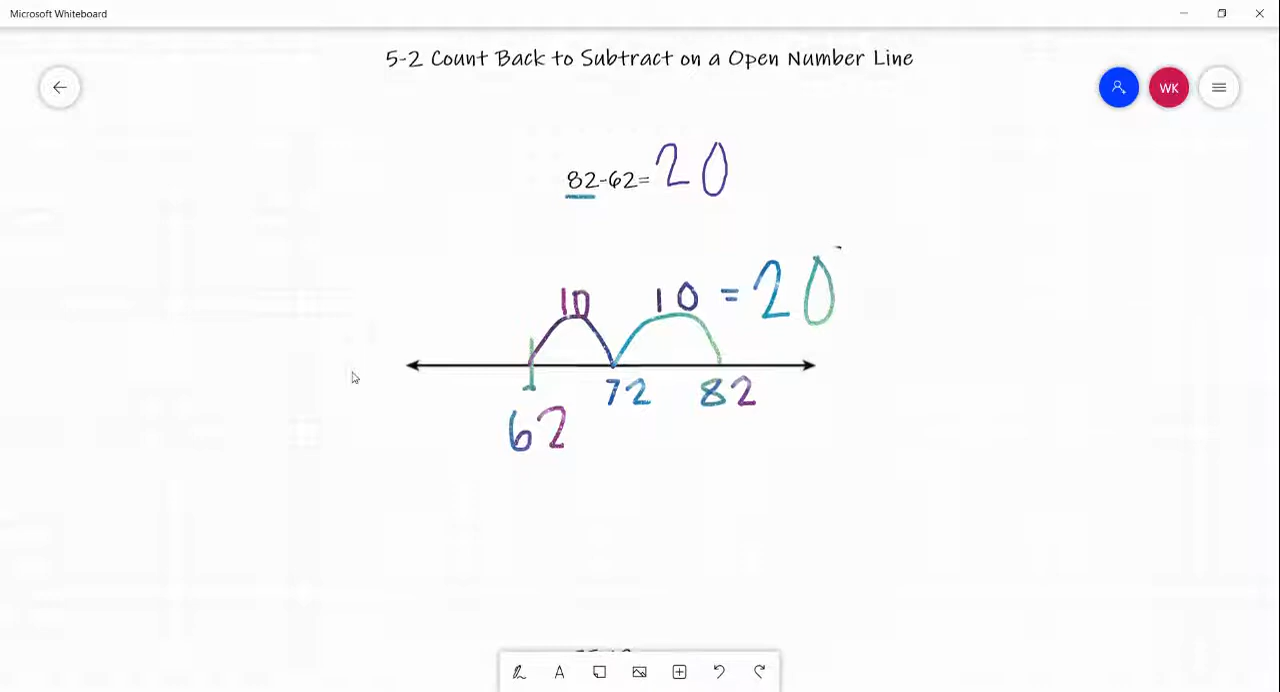 Microsoft Whiteboard
5-2 Count Back to Subtract on a Open Number Line
WK
82-62=20
10 10 = 20
72 82
62
A